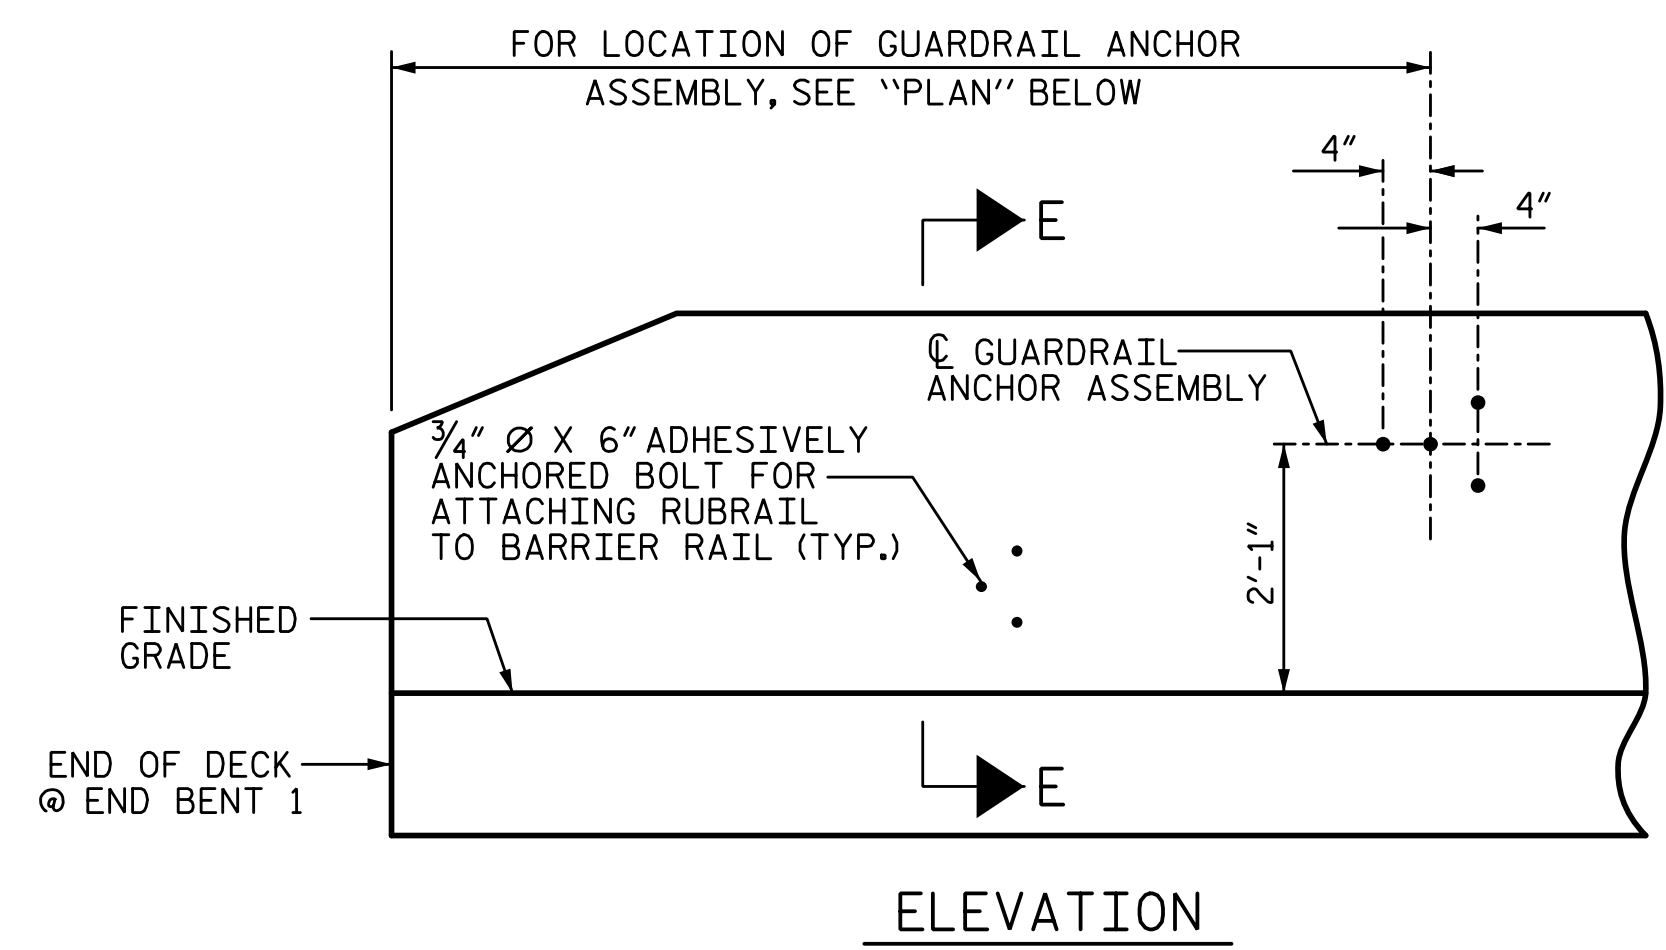 FOR LOCATION OF GUARDRAIL ANCHOR
ASSEMBLY, SEE "PLAN" BELOW
4"
4"
E
℄ GUARDRAIL
ANCHOR ASSEMBLY
3/4" Ø X 6" ADHESIVELY
ANCHORED BOLT FOR
ATTACHING RUBRAIL
TO BARRIER RAIL (TYP.)
2'-1"
FINISHED
GRADE
END OF DECK
@ END BENT 1
E
ELEVATION